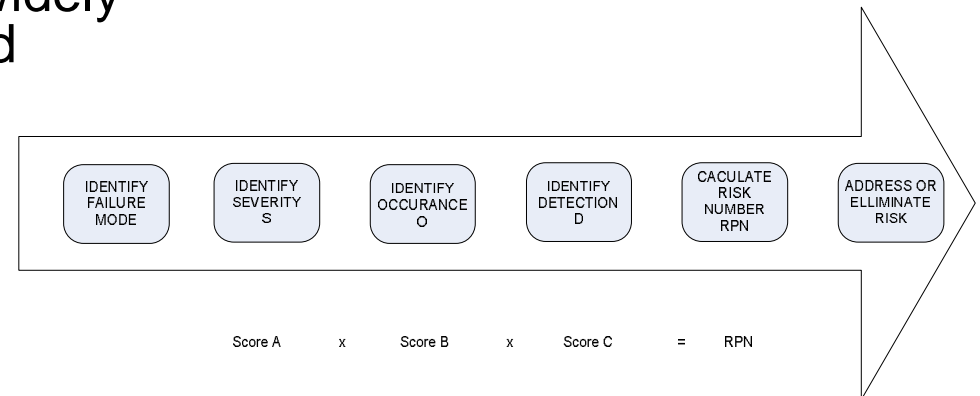 IDENTIFY
FAILURE
MODE
IDENTIFY
SEVERITY
S
IDENTIFY
OCCURANCE
O
IDENTIFY
DETECTION
D
CACULATE
RISK
NUMBER
RPN
ADDRESS OR
ELLIMINATE
RISK
Score A x Score B x Score C = RPN